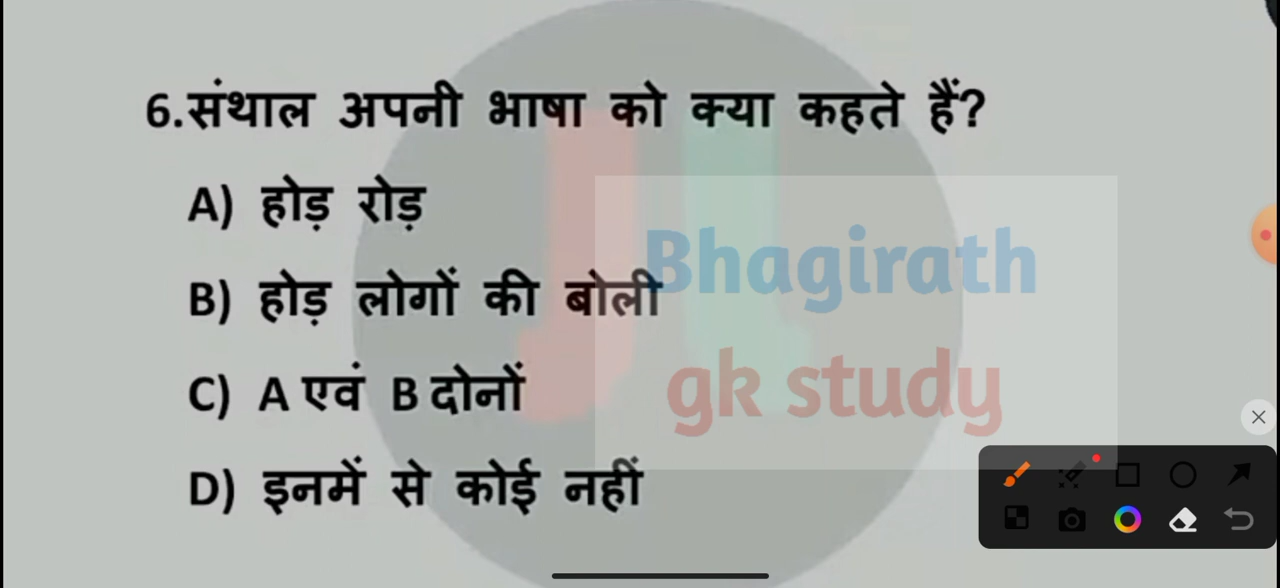 6.संथाल अपनी भाषा को क्या कहते हैं?
A) होड़ रोड़
B) होड़ लोगों की बोली
Bhagirath
C) A एवं B दोनों
gk study
D) इनमें से कोई नहीं